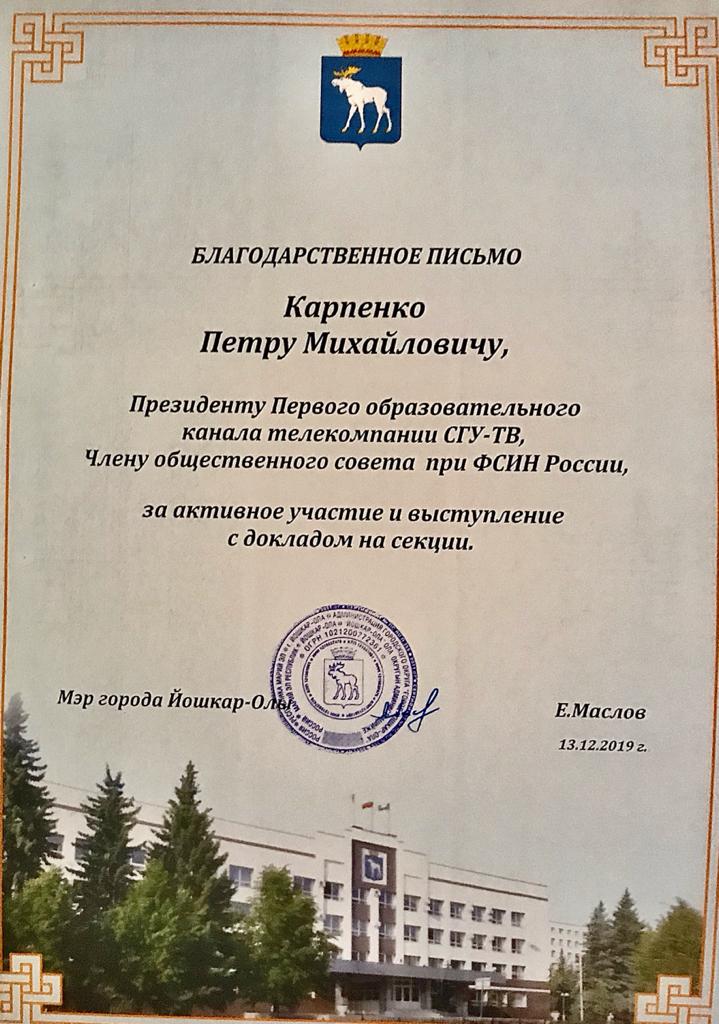 БЛАГОДАРСТВЕННОЕ ПИСЬМО
Карпенко
Петру Михайловичу,
Президенту Первого образовательного
канала телекомпании СГУ-ТВ,
Члену общественного совета при ФСИН России,
за активное участие и выступление
с докладом на секции.
Мэр города Йошкар-Олы
Е.Маслов
13.12.2019 г.